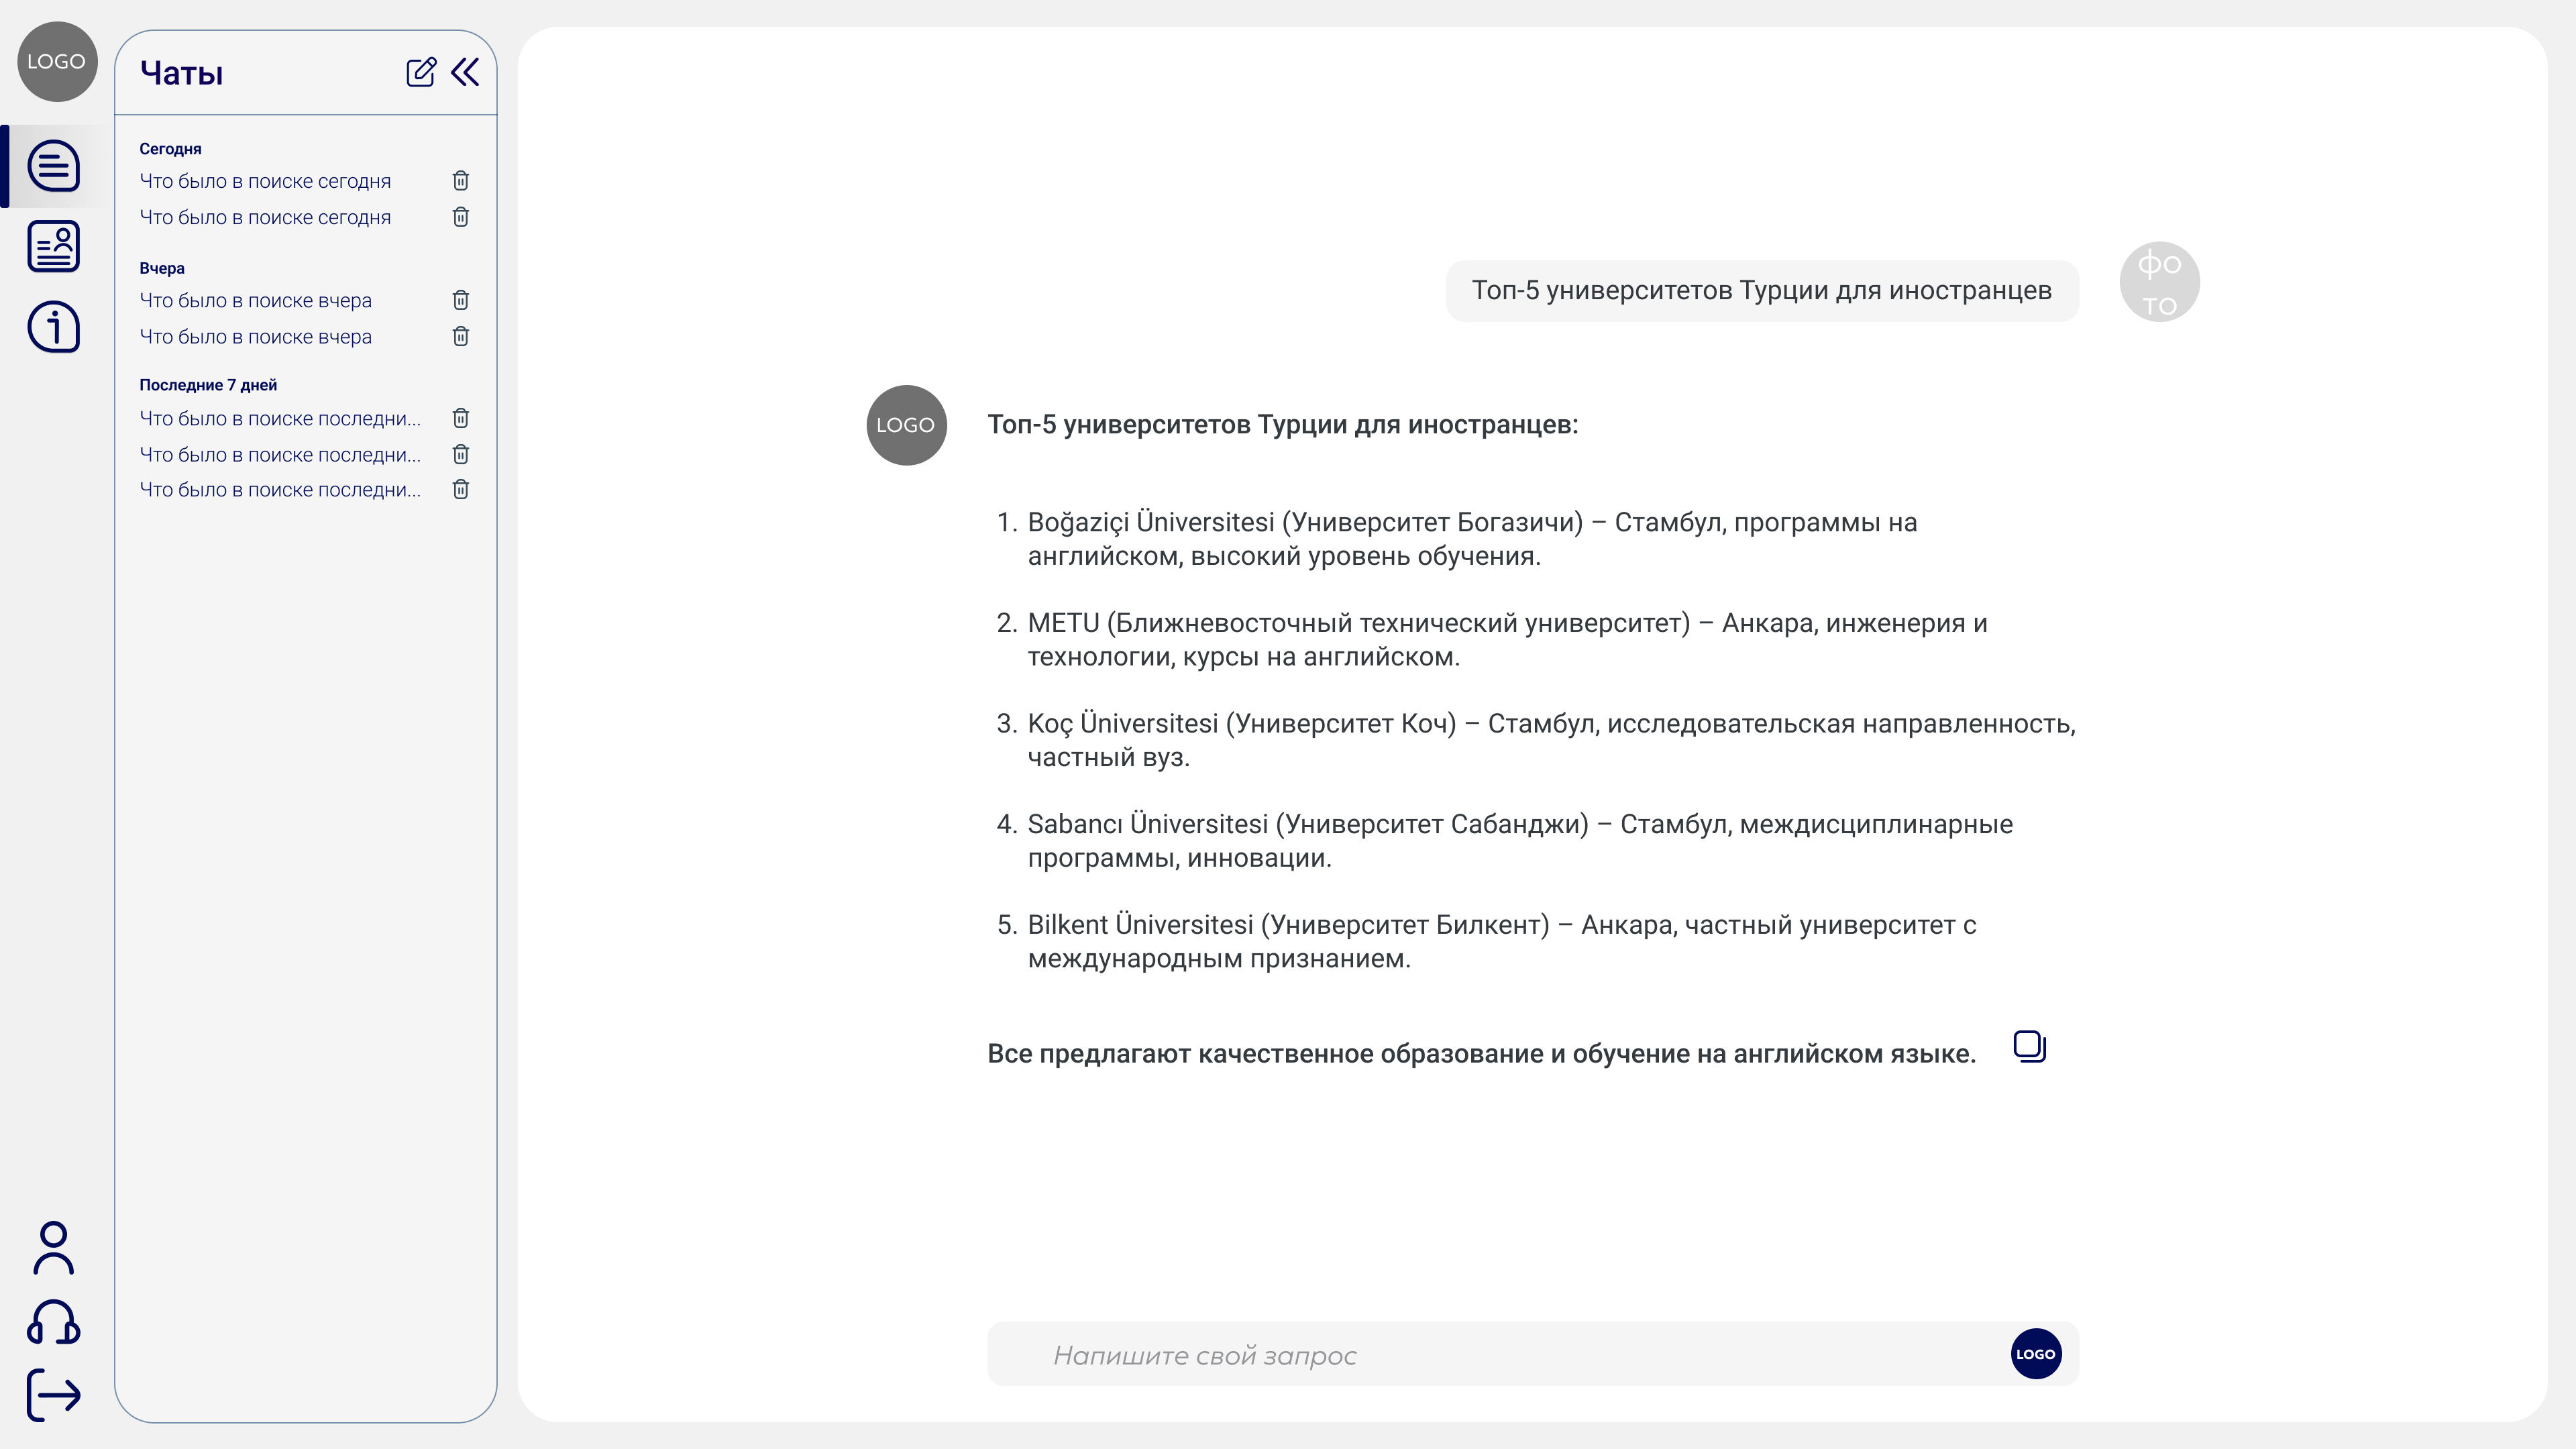 LOGO
Чаты
Сегодня
Что было в поиске сегодня
Что было в поиске сегодня
Вчера
Что было в поиске вчера
Что было в поиске вчера
Последние 7 дней
Что было в поиске последни...
Что было в поиске последни...
Что было в поиске последни...
Топ-5 университетов Турции для иностранцев
фо
то
LOGO
Топ-5 университетов Турции для иностранцев:
1. Boğaziçi Üniversitesi (Университет Богазичи) – Стамбул, программы на
английском, высокий уровень обучения.
2. METU (Ближневосточный технический университет) – Анкара, инженерия и
технологии, курсы на английском.
3. Koç Üniversitesi (Университет Коч) – Стамбул, исследовательская направленность,
частный вуз.
4. Sabancı Üniversitesi (Университет Сабанджи) – Стамбул, междисциплинарные
программы, инновации.
5. Bilkent Üniversitesi (Университет Билкент) – Анкара, частный университет с
международным признанием.
Все предлагают качественное образование и обучение на английском языке.
Напишите свой запрос
LOGO